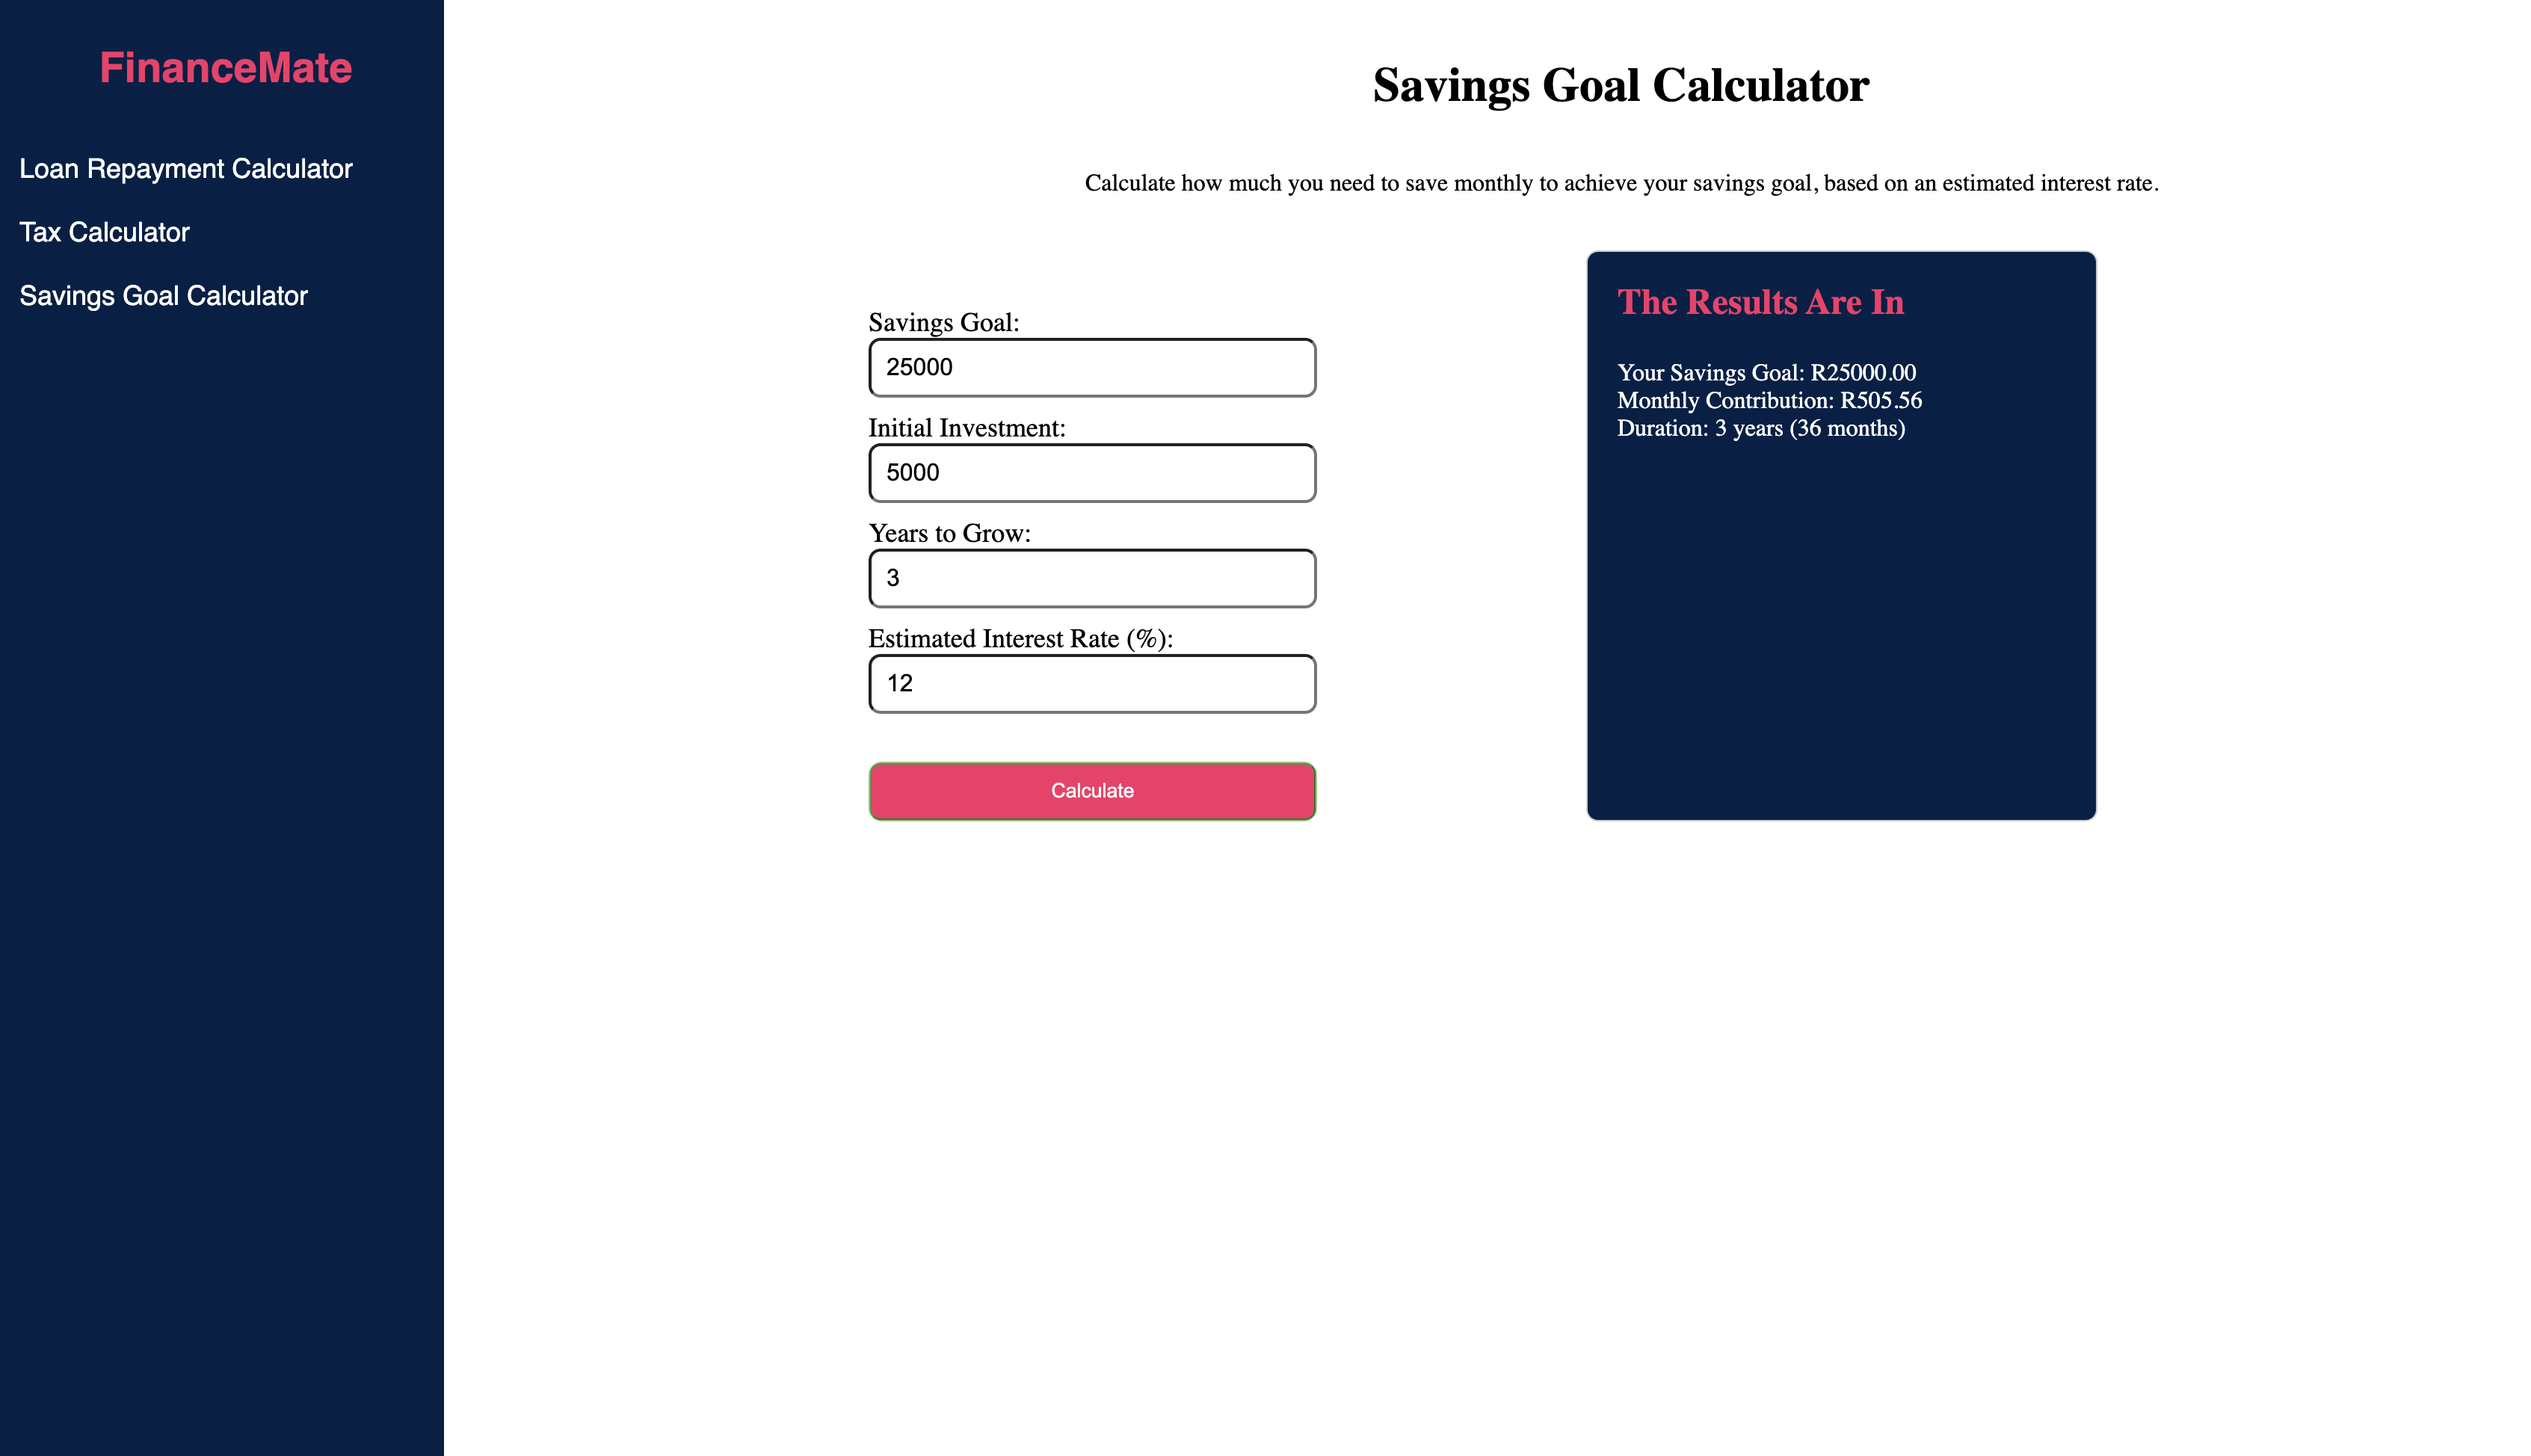 FinanceMate
Loan Repayment Calculator
Tax Calculator
Savings Goal Calculator
Savings Goal Calculator
Calculate how much you need to save monthly to achieve your savings goal, based on an estimated interest rate.
Savings Goal:
25000
Initial Investment:
5000
Years to Grow:
3
Estimated Interest Rate (%):
12
Calculate
The Results Are In
Your Savings Goal: R25000.00
Monthly Contribution: R505.56
Duration: 3 years (36 months)